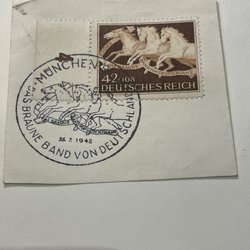 MÜNCHEN
DAS BRAUNE BAND VON DEUTSCHLAND
26.7.1942
42+108
DEUTSCHES REICH